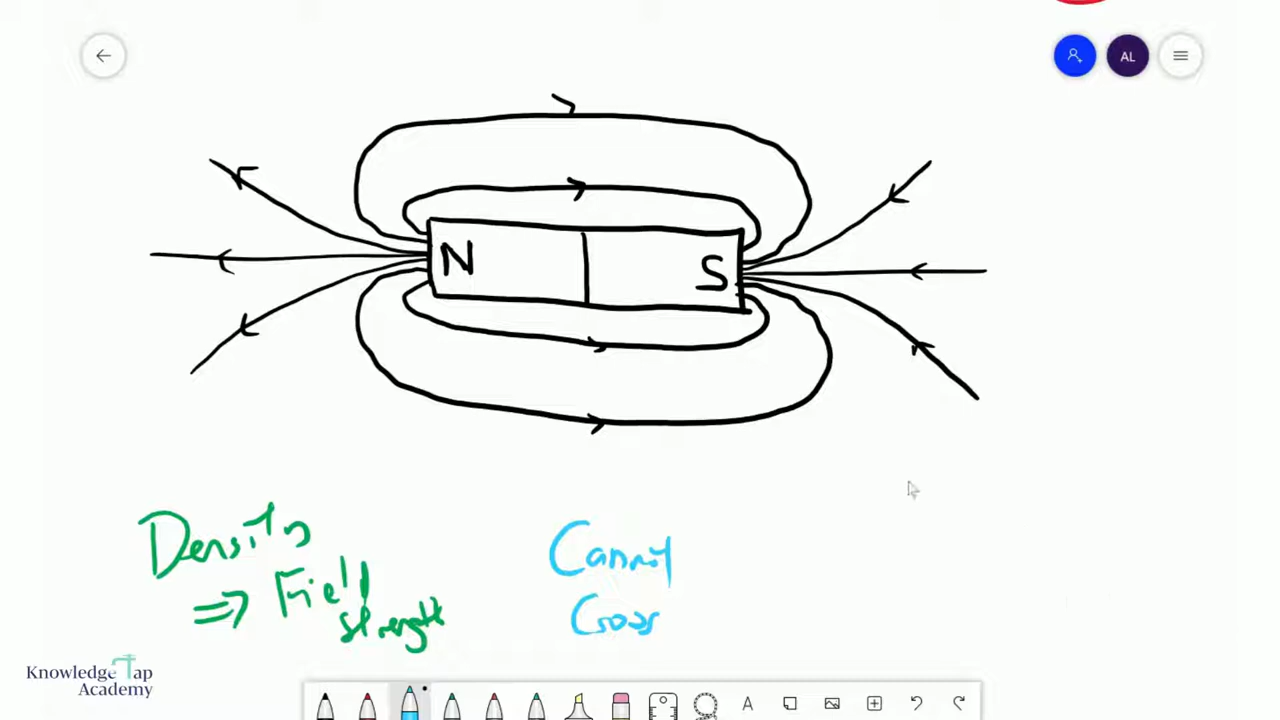 AL
N
S
Density
⇒ Field
strength
Cannot
Cross
Knowledge Tap
Academy
A